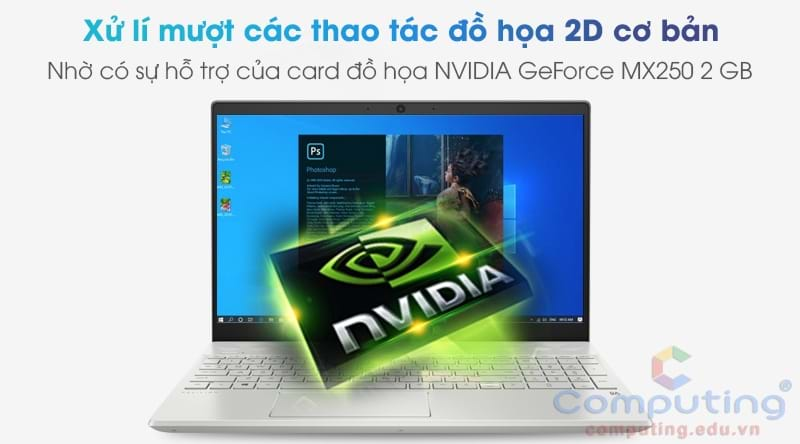 Xử lí mượt các thao tác đồ họa 2D cơ bản
Nhờ có sự hỗ trợ của card đồ họa NVIDIA GeForce MX250 2 GB
Ps
Photoshop
NVIDIA
C
Computing®
computing.edu.vn